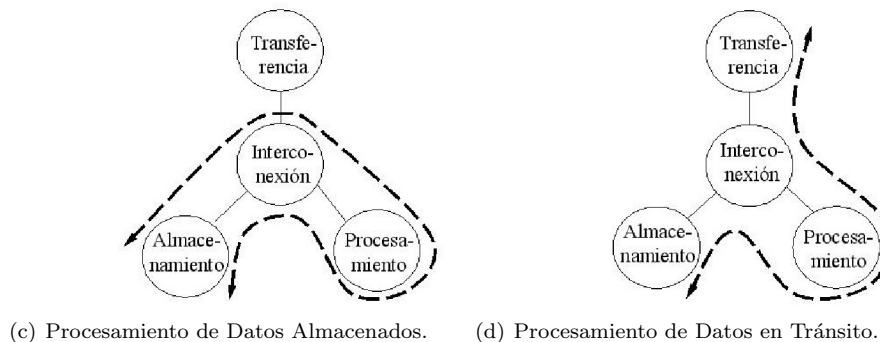 Transfe-
rencia
Interco-
nexión
Almace-
namiento
Procesa-
miento
(c) Procesamiento de Datos Almacenados.
Transfe-
rencia
Interco-
nexión
Almace-
namiento
Procesa-
miento
(d) Procesamiento de Datos en Tránsito.